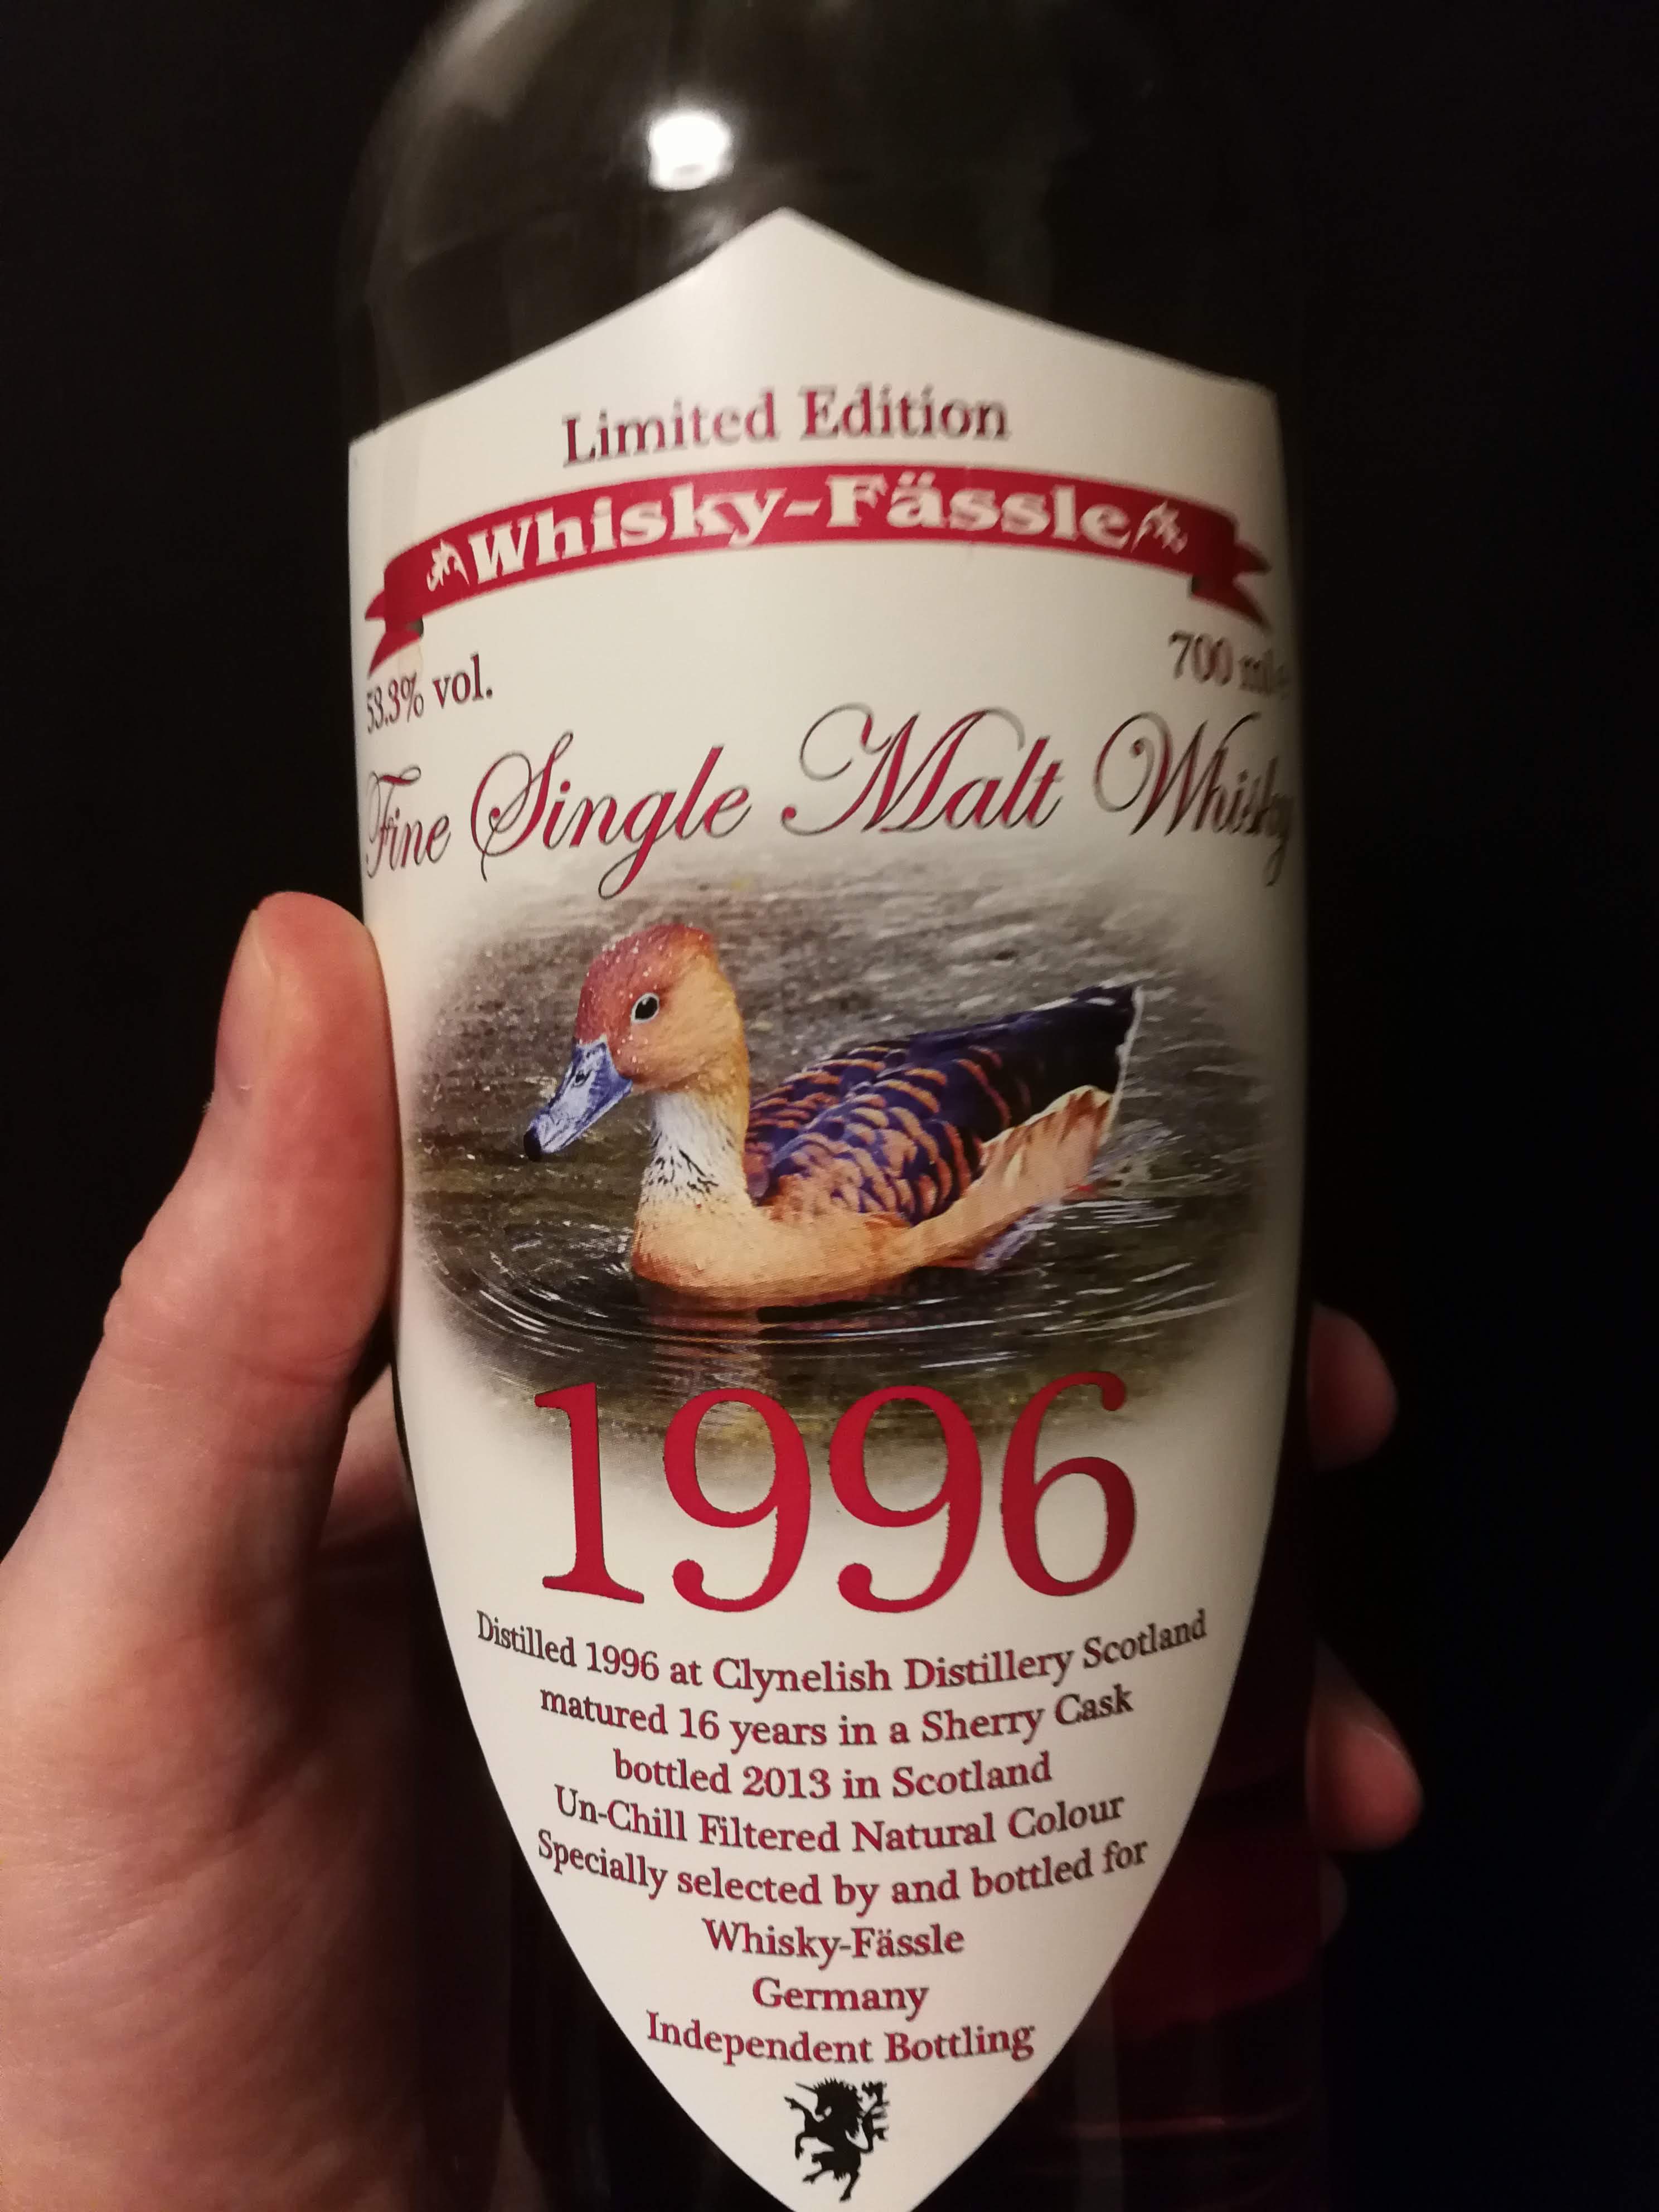 Limited Edition
Whisky-Fässle
53.3% vol.
700 ml e
Fine Single Malt Whisky
1996
Distilled 1996 at Clynelish Distillery Scotland
matured 16 years in a Sherry Cask
bottled 2013 in Scotland
Un-Chill Filtered Natural Colour
Specially selected by and bottled for
Whisky-Fässle
Germany
Independent Bottling